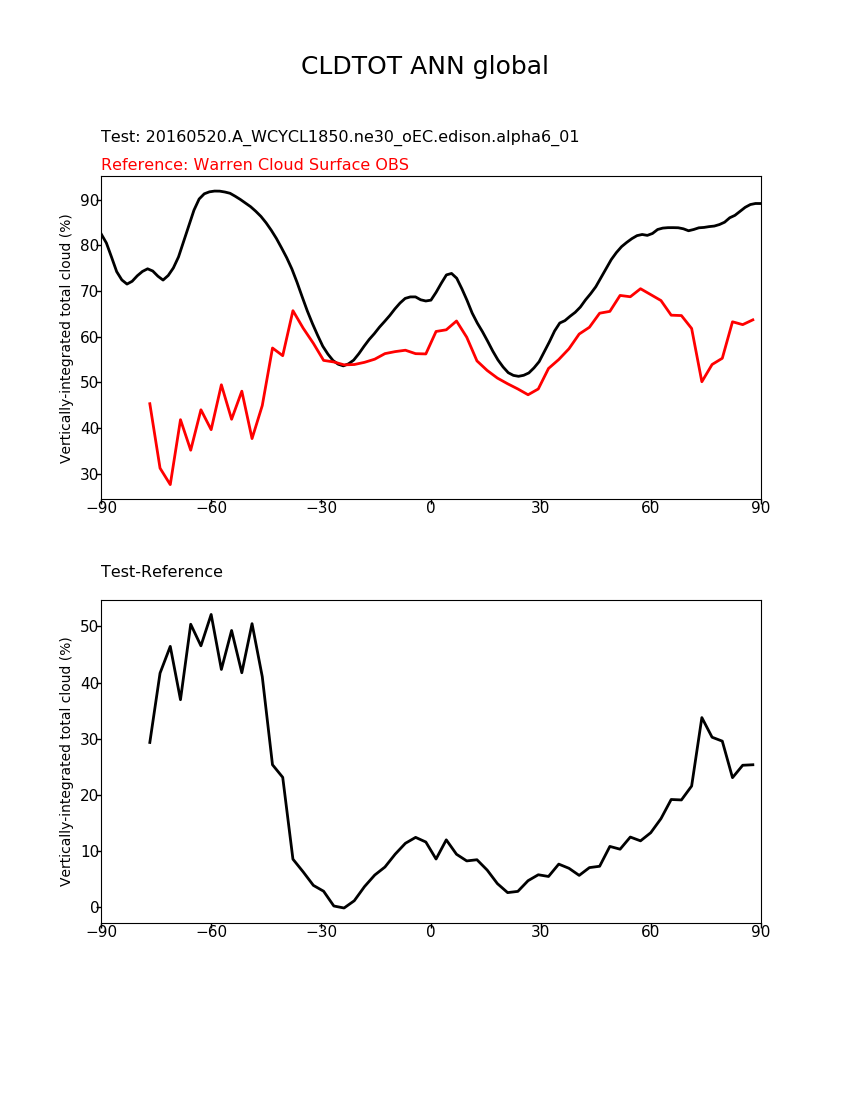 CLDTOT ANN global
Test: 20160520.A_WCYCL1850.ne30_oEC.edison.alpha6_01
Reference: Warren Cloud Surface OBS
Vertically-integrated total cloud (%)
90
80
70
60
50
40
30
−90 −60 −30 0 30 60 90
Test-Reference
Vertically-integrated total cloud (%)
50
40
30
20
10
0
−90 −60 −30 0 30 60 90